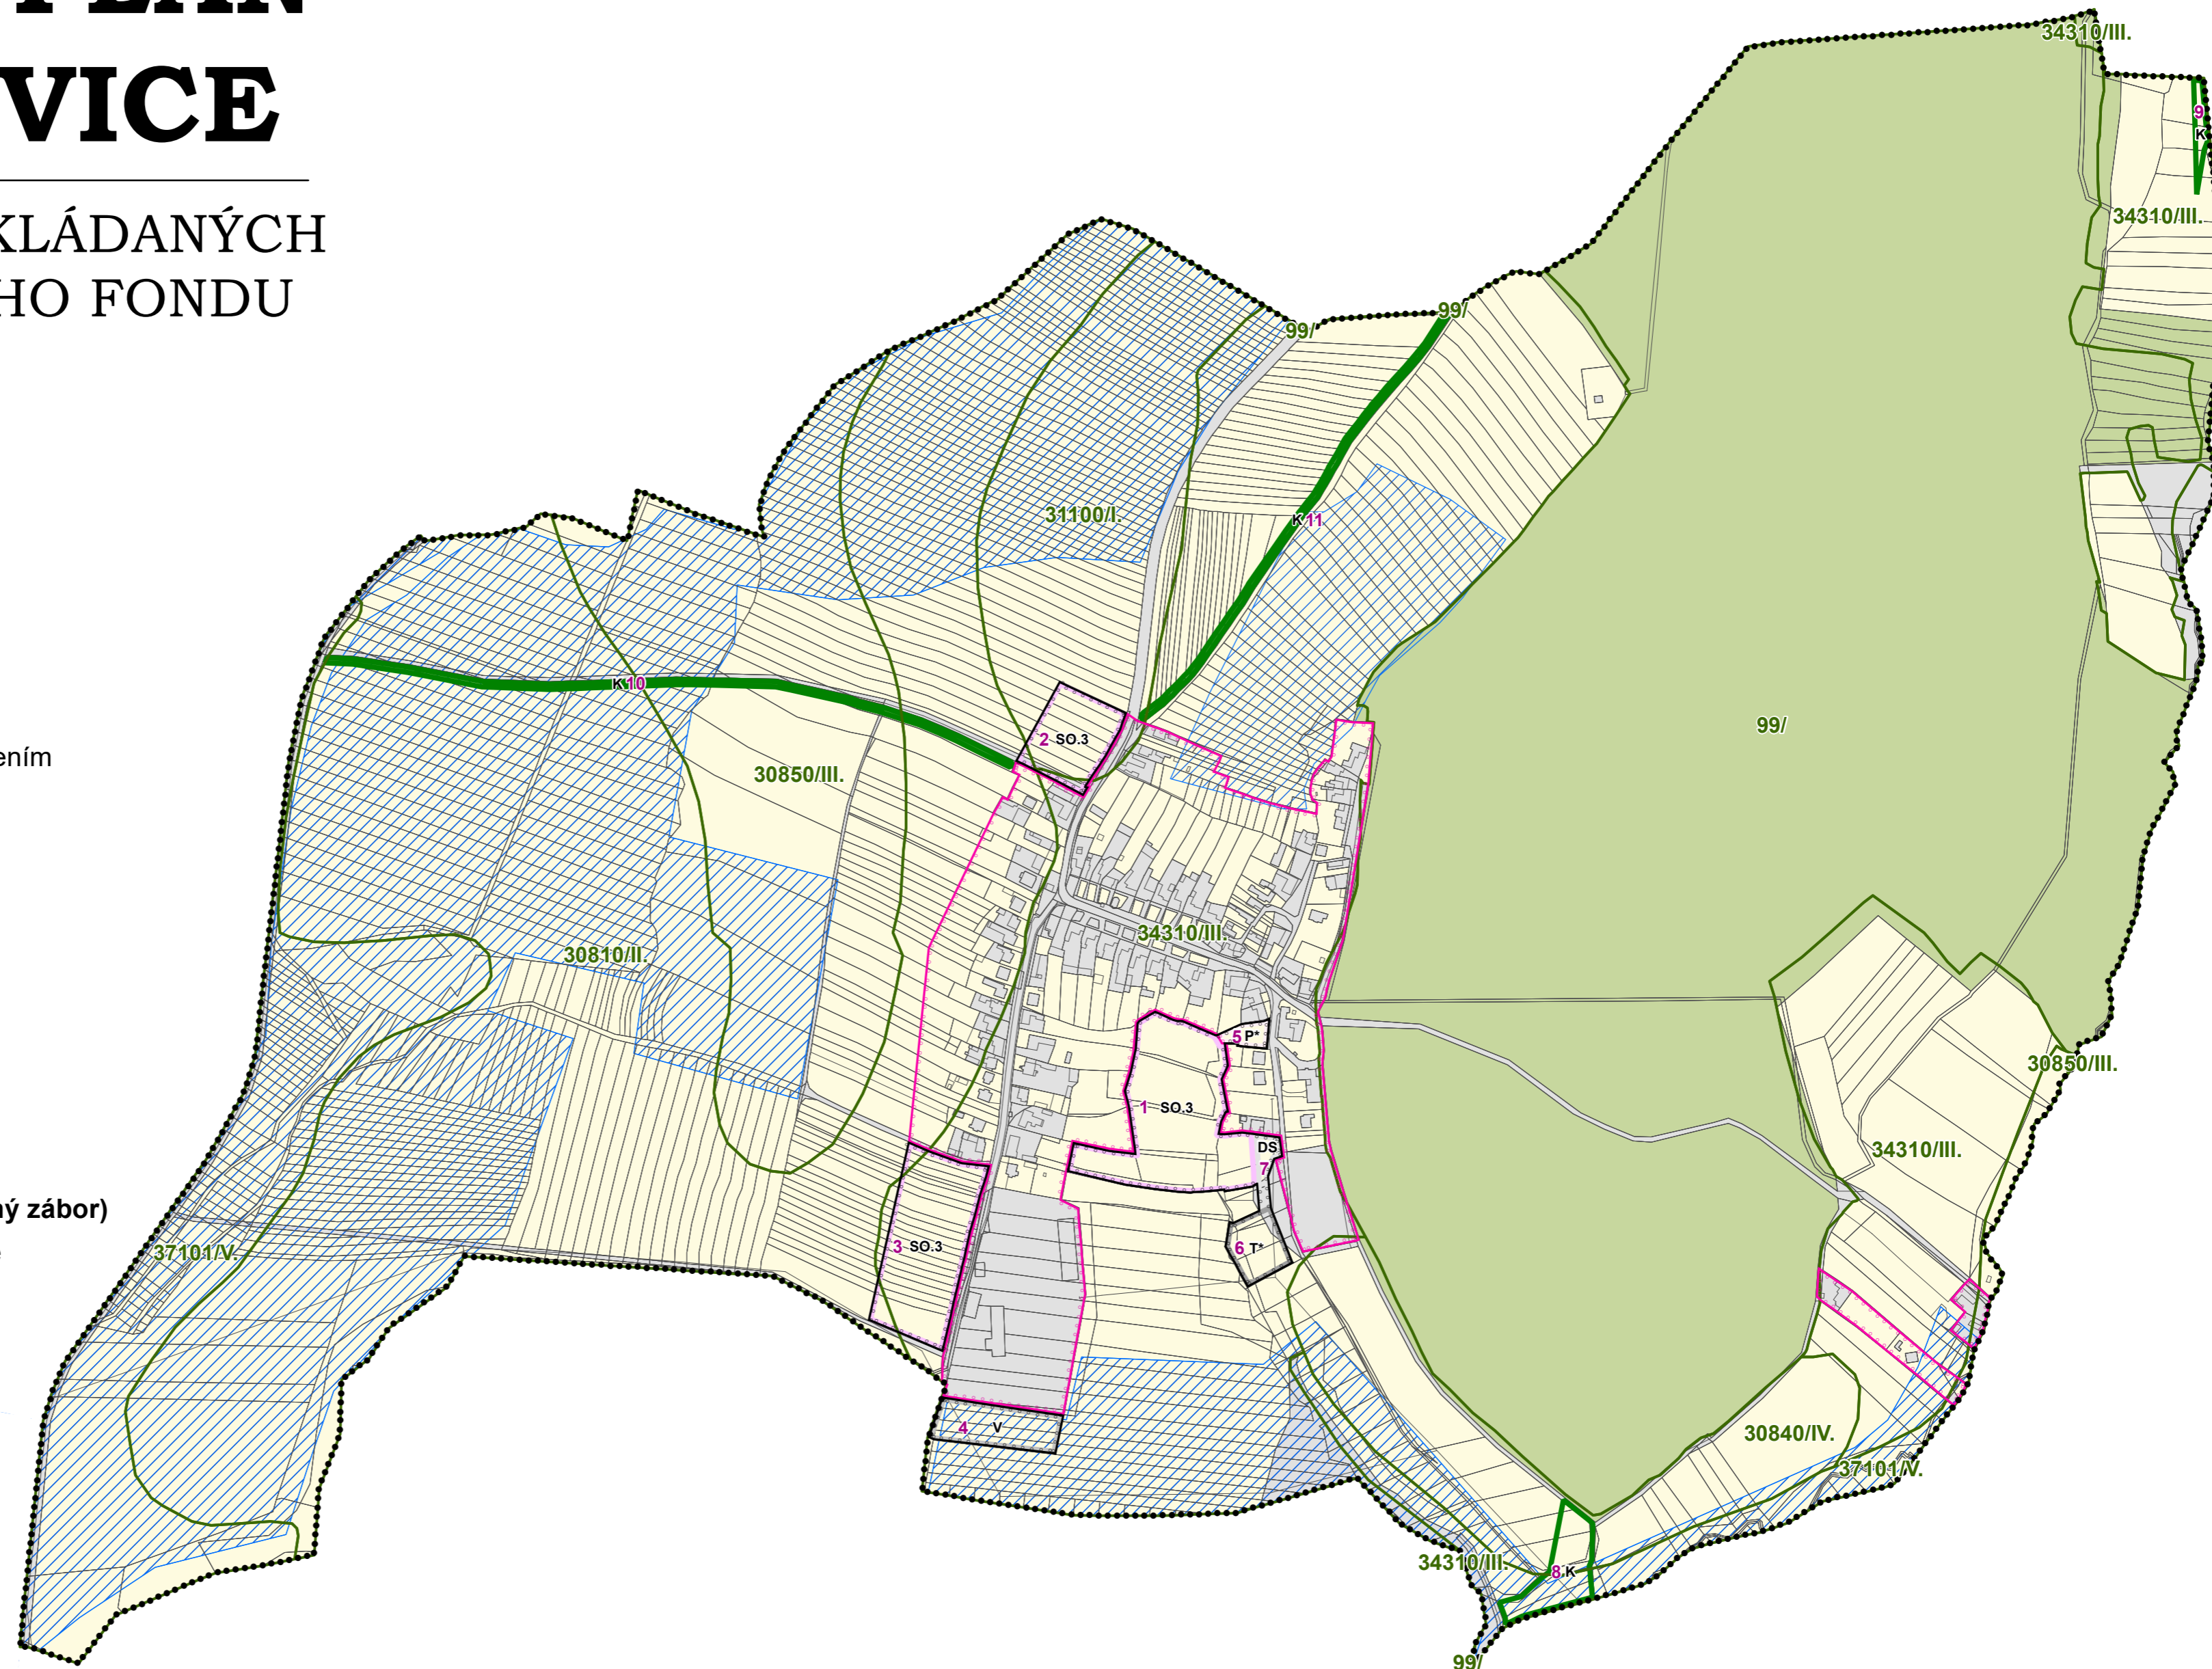 PLÁN
VICE
KLÁDANÝCH
HO FONDU
34310/III.
9
K
34310/III.
99/
99/
31100/I.
K 11
K 10
99/
2 SO.3
30850/III.
34310/III.
30810/II.
5 P*
30850/III.
1 SO.3
DS
7
34310/III.
3 SO.3
6 T*
37101/V.
4 V
30840/IV.
37101/V.
34310/III.
8 K
99/
ením
ný zábor)